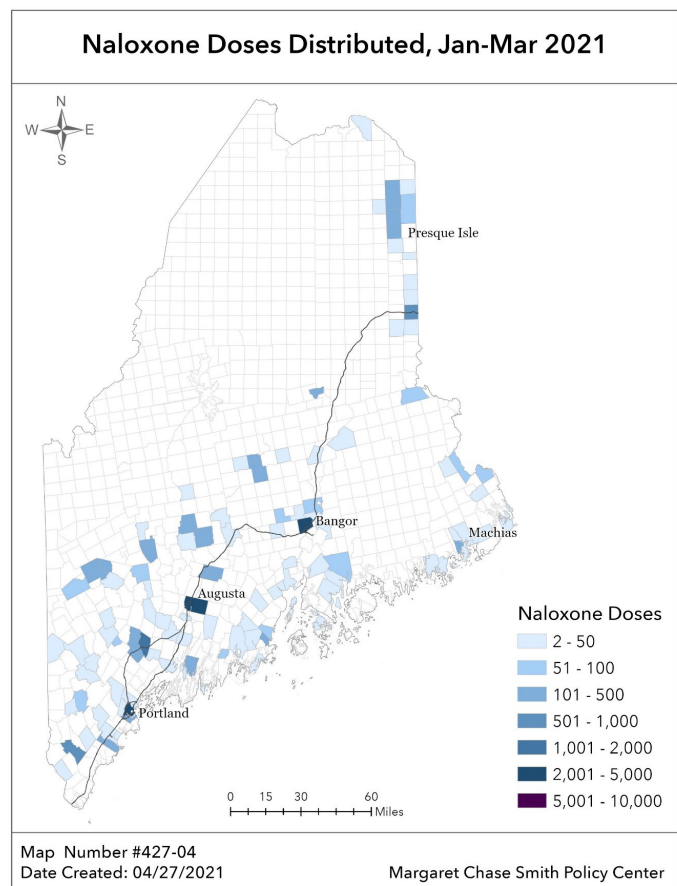 Naloxone Doses Distributed, Jan-Mar 2021
N
W E
S
Presque Isle
Bangor
Machias
Augusta
Portland
Naloxone Doses
2 - 50
51 - 100
101 - 500
501 - 1,000
1,001 - 2,000
2,001 - 5,000
5,001 - 10,000
0 15 30 60
Miles
Map Number #427-04
Date Created: 04/27/2021
Margaret Chase Smith Policy Center